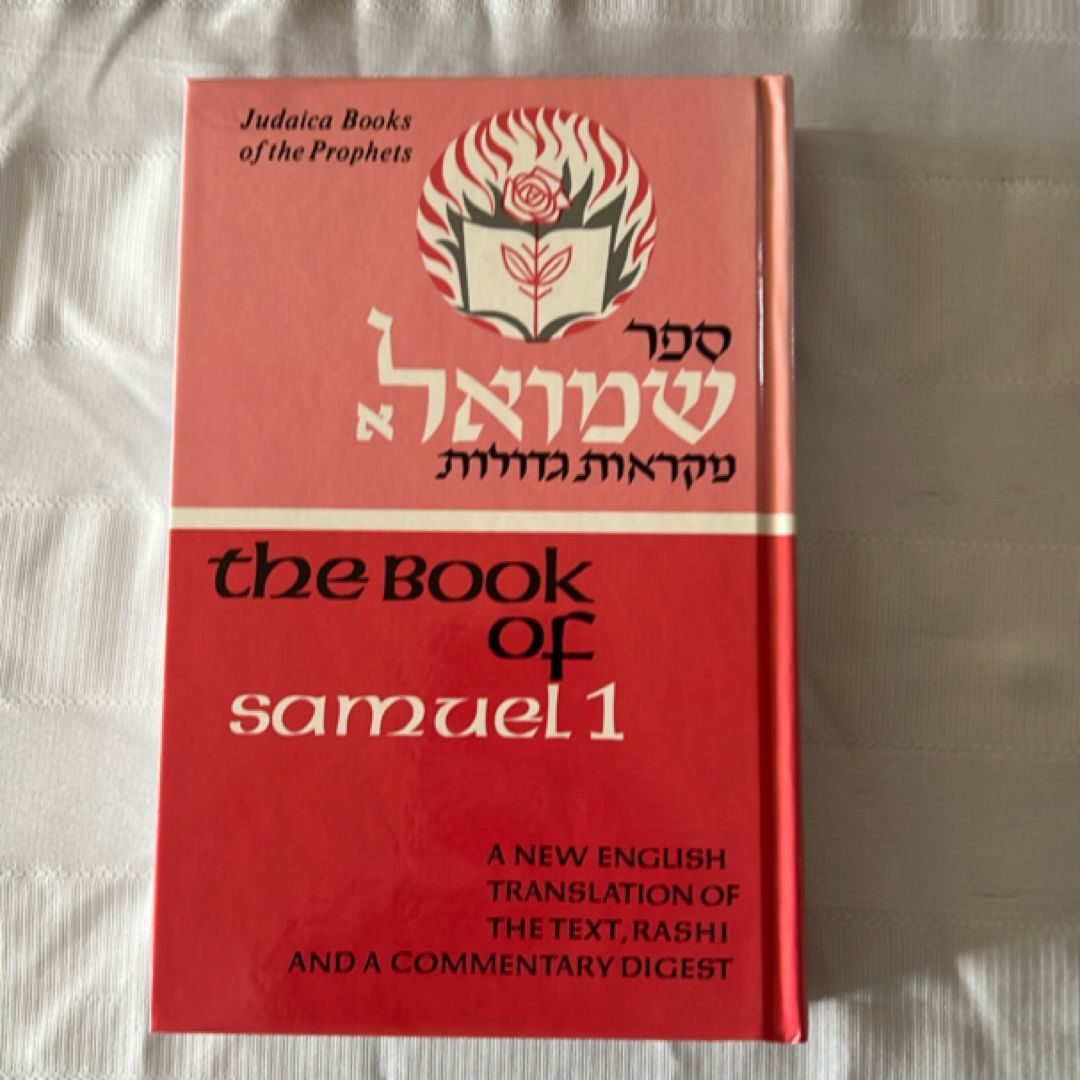 Judaica Books
of the Prophets
ספר
שמואל א
מקראות גדולות
the Book
of
samuel 1
A NEW ENGLISH
TRANSLATION OF
THE TEXT, RASHI
AND A COMMENTARY DIGEST